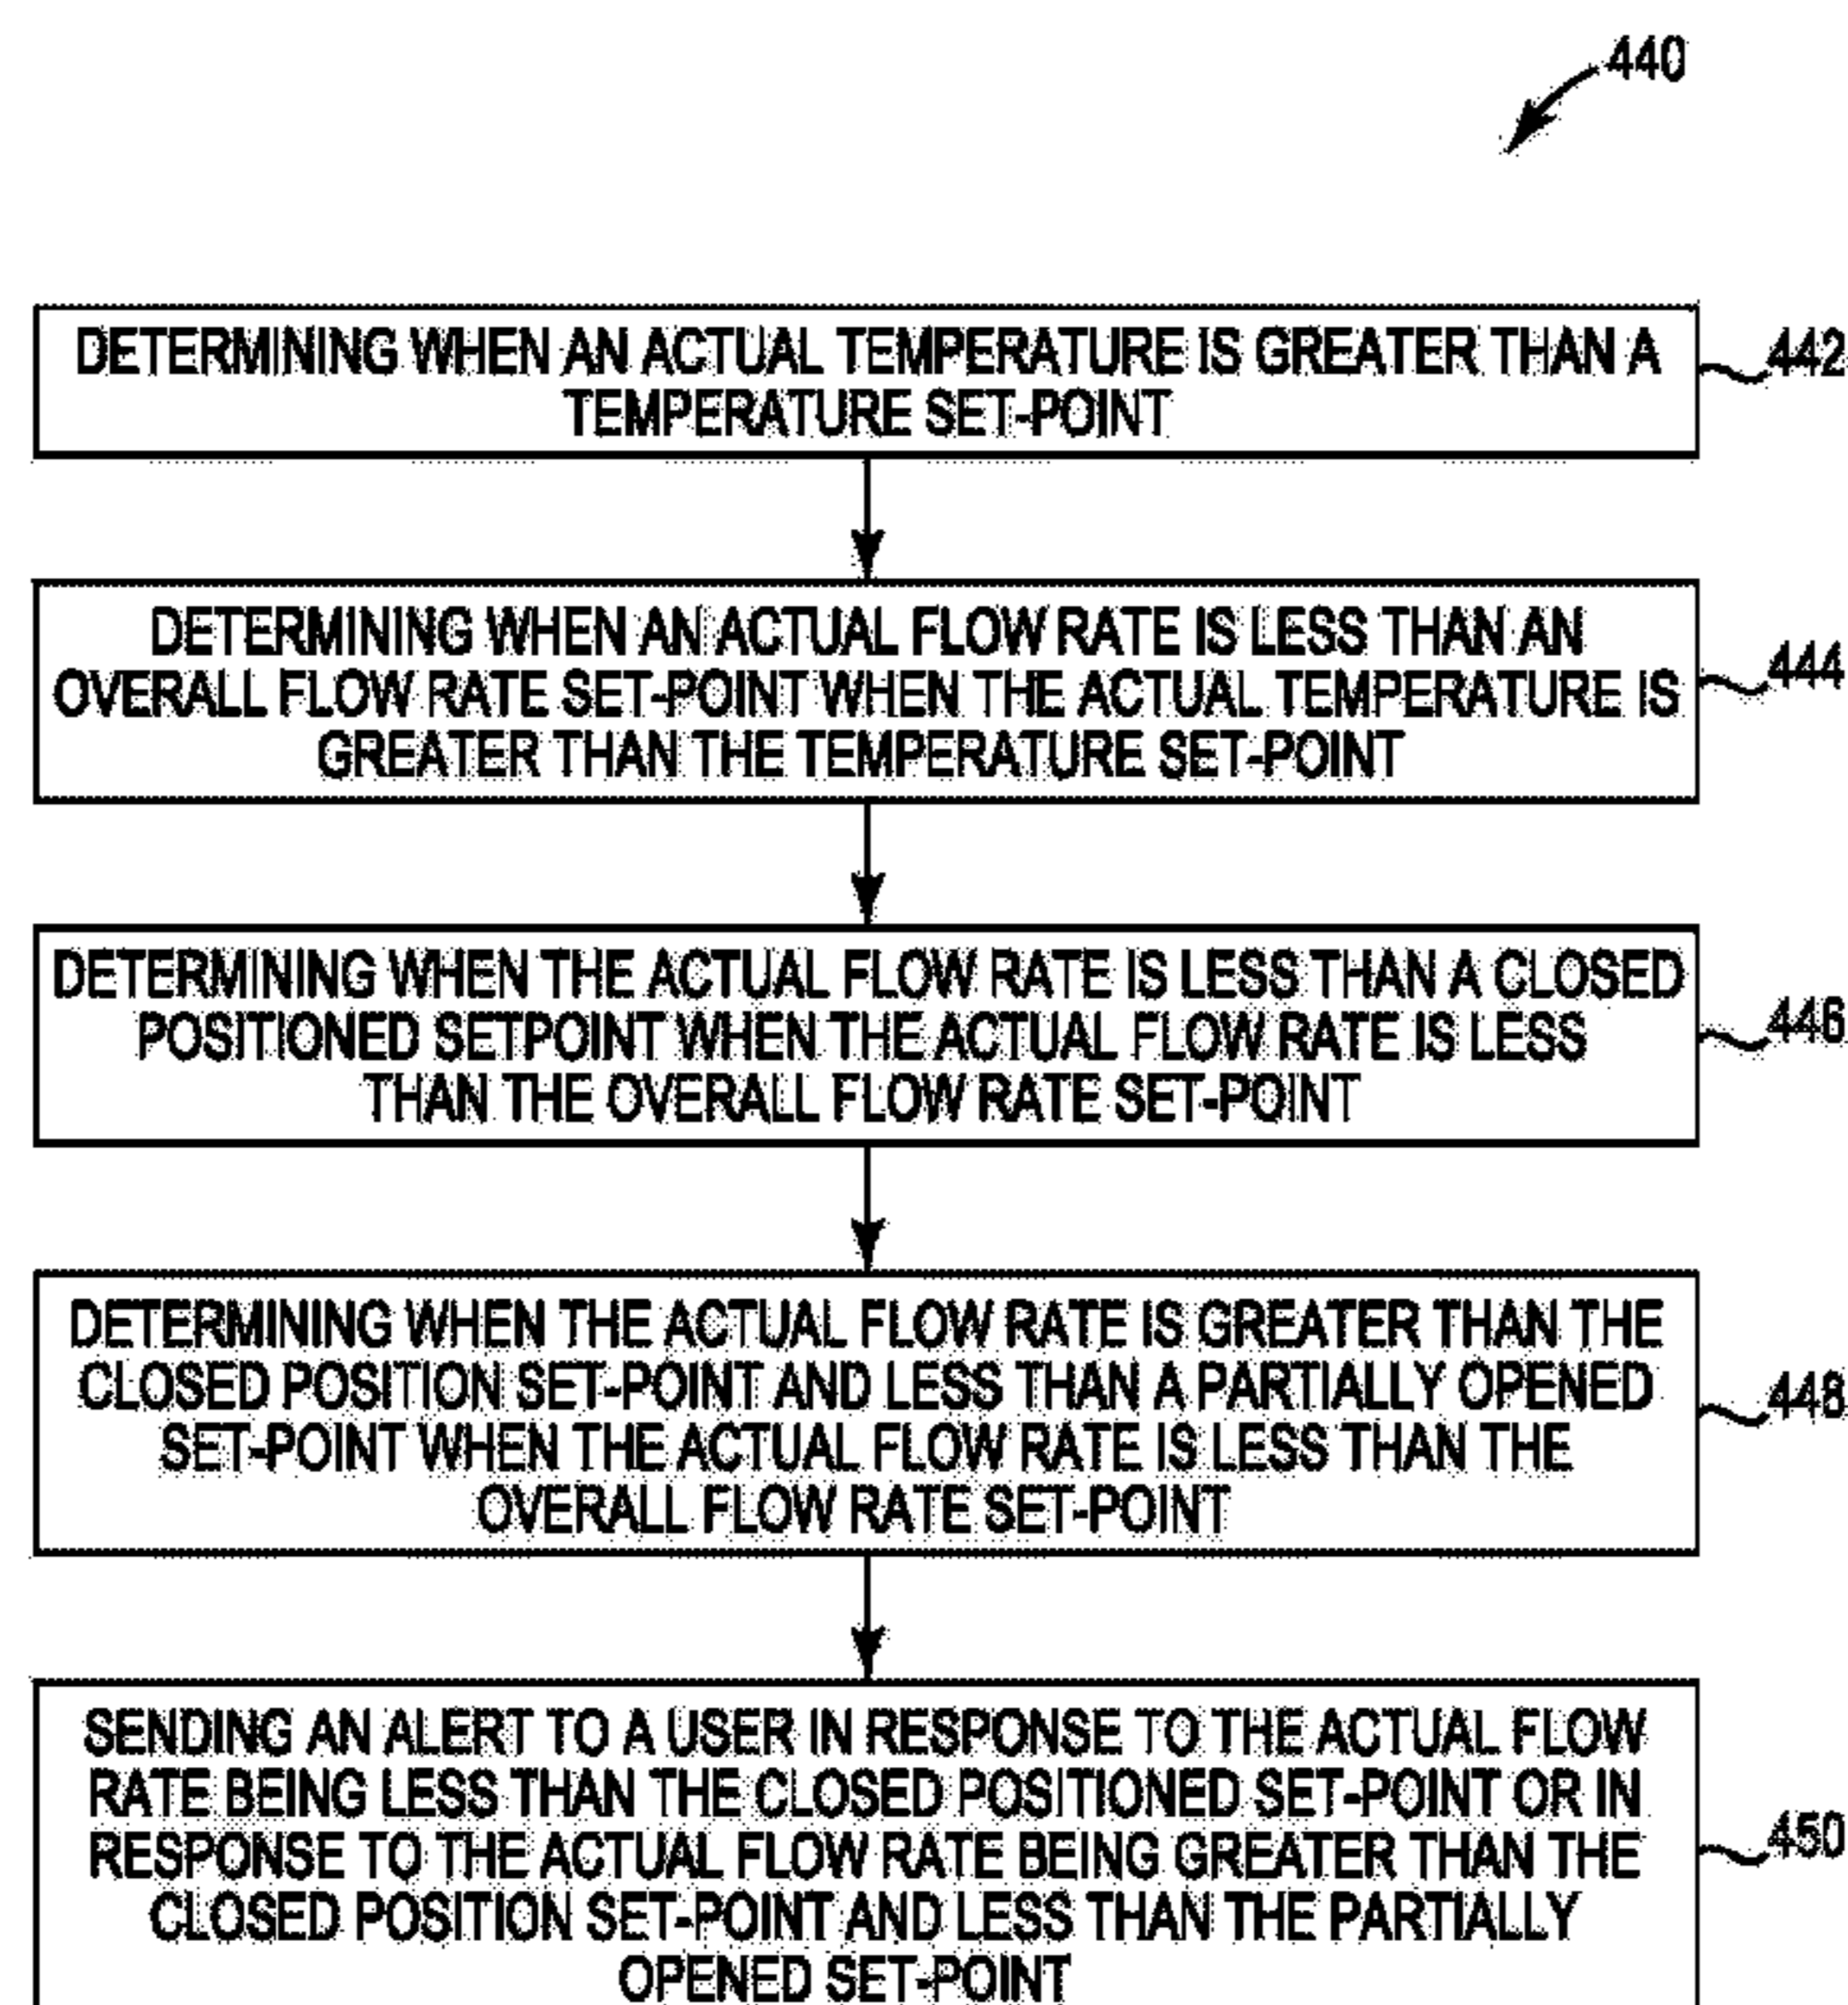 440
DETERMINING WHEN AN ACTUAL TEMPERATURE IS GREATER THAN A
TEMPERATURE SET-POINT
442
DETERMINING WHEN AN ACTUAL FLOW RATE IS LESS THAN AN
OVERALL FLOW RATE SET-POINT WHEN THE ACTUAL TEMPERATURE IS
GREATER THAN THE TEMPERATURE SET-POINT
444
DETERMINING WHEN THE ACTUAL FLOW RATE IS LESS THAN A CLOSED
POSITIONED SETPOINT WHEN THE ACTUAL FLOW RATE IS LESS
THAN THE OVERALL FLOW RATE SET-POINT
446
DETERMINING WHEN THE ACTUAL FLOW RATE IS GREATER THAN THE
CLOSED POSITION SET-POINT AND LESS THAN A PARTIALLY OPENED
SET-POINT WHEN THE ACTUAL FLOW RATE IS LESS THAN THE
OVERALL FLOW RATE SET-POINT
448
SENDING AN ALERT TO A USER IN RESPONSE TO THE ACTUAL FLOW
RATE BEING LESS THAN THE CLOSED POSITIONED SET-POINT OR IN
RESPONSE TO THE ACTUAL FLOW RATE BEING GREATER THAN THE
CLOSED POSITION SET-POINT AND LESS THAN THE PARTIALLY
OPENED SET-POINT
450